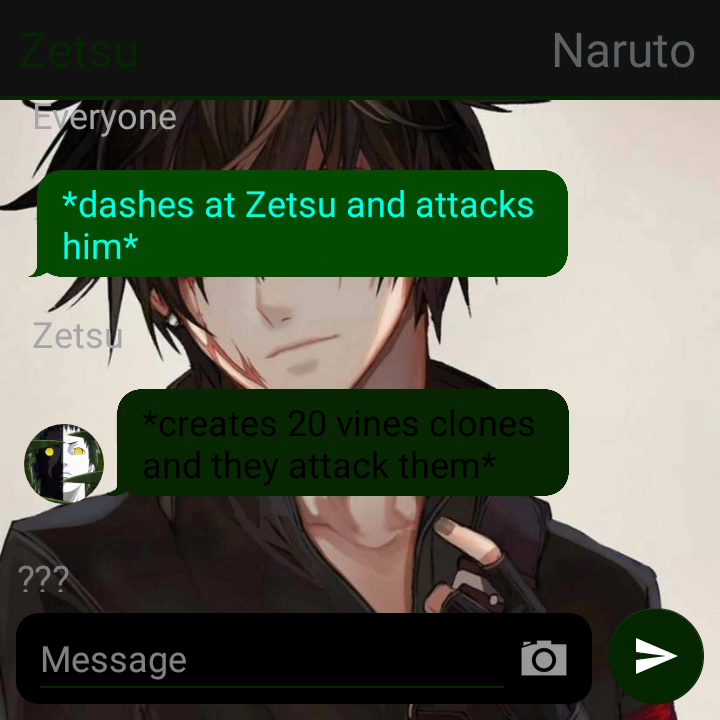 Zetsu Naruto
Everyone
*dashes at Zetsu and attacks
him*
Zetsu
*creates 20 vines clones
and they attack them*
???
Message